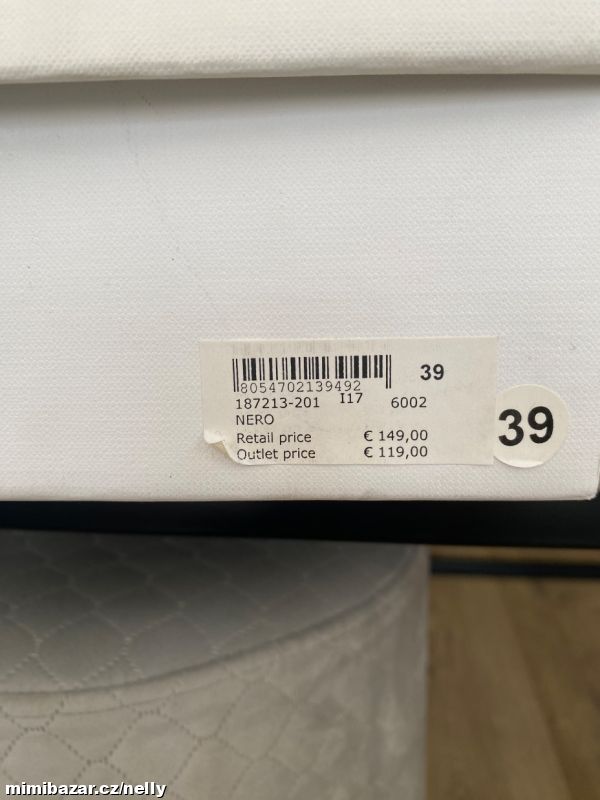 39
8054702139492
187213-201 I17 6002
NERO
Retail price € 149,00
Outlet price € 119,00
39
mimibazar.cz/nelly